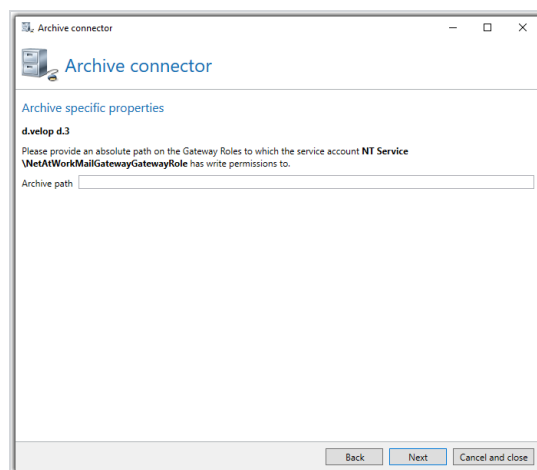 Archive connector
Archive connector
Archive specific properties
d.velop d.3
Please provide an absolute path on the Gateway Roles to which the service account NT Service
\NetAtWorkMailGatewayGatewayRole has write permissions to.
Archive path
Back Next Cancel and close